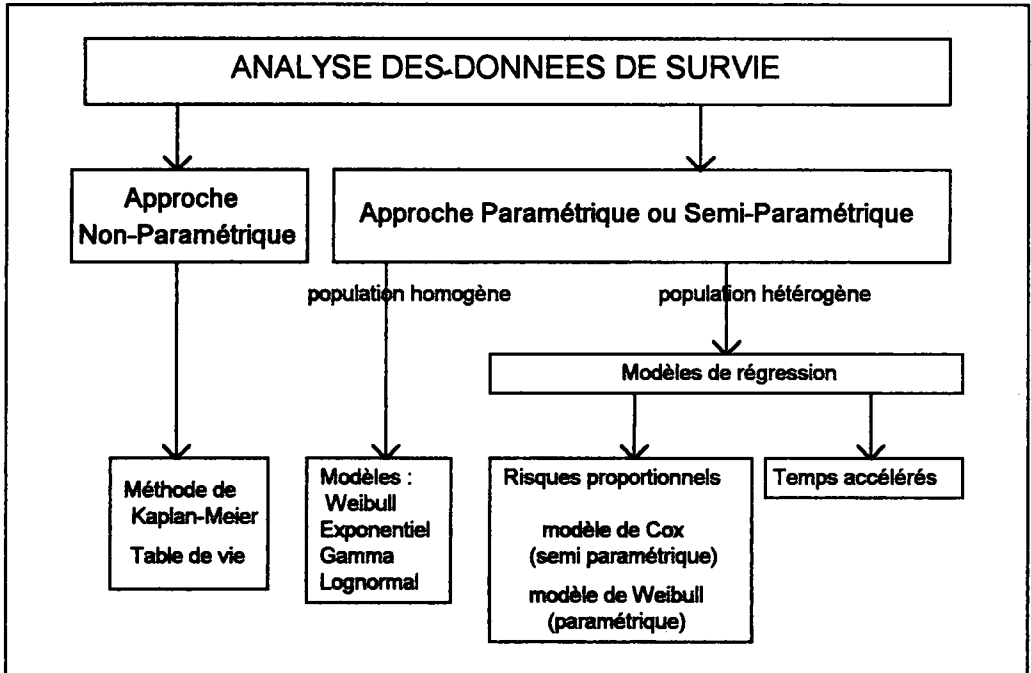 ANALYSE DES-DONNEES DE SURVIE
Approche
Non-Paramétrique
Approche Paramétrique ou Semi-Paramétrique
population homogène
population hétérogène
Modèles de régression
Méthode de
Kaplan-Meier
Table de vie
Modèles :
Weibull
Exponentiel
Gamma
Lognormal
Risques proportionnels
modèle de Cox
(semi paramétrique)
modèle de Weibull
(paramétrique)
Temps accélérés